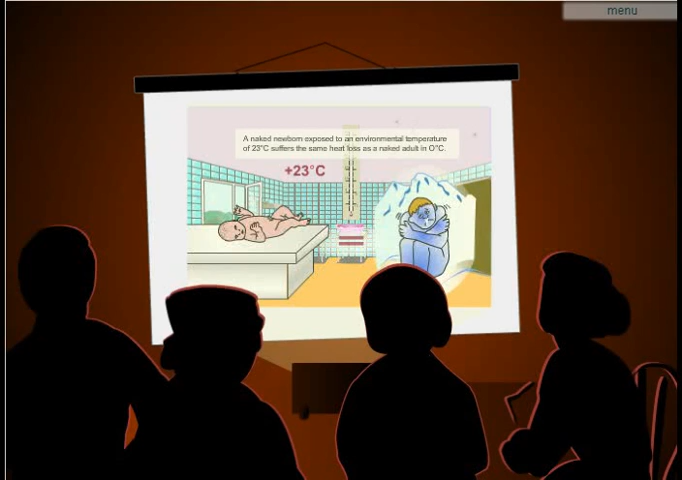 menu
A naked newborn exposed to an environmental temperature
of 23°C suffers the same heat loss as a naked adult in O°C.
+23°C